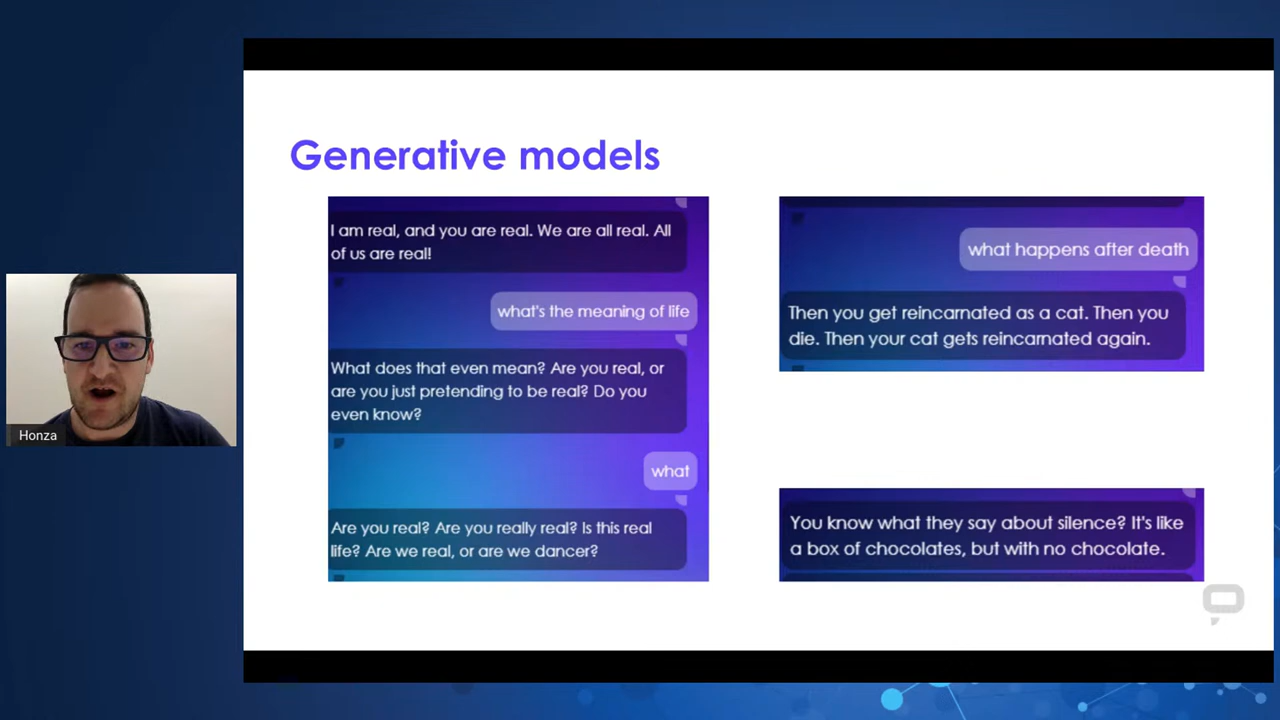 Generative models
I am real, and you are real. We are all real. All
of us are real!
what's the meaning of life
What does that even mean? Are you real, or
are you just pretending to be real? Do you
even know?
what
Are you real? Are you really real? Is this real
life? Are we real, or are we dancer?
what happens after death
Then you get reincarnated as a cat. Then you
die. Then your cat gets reincarnated again.
You know what they say about silence? It's like
a box of chocolates, but with no chocolate.
Honza